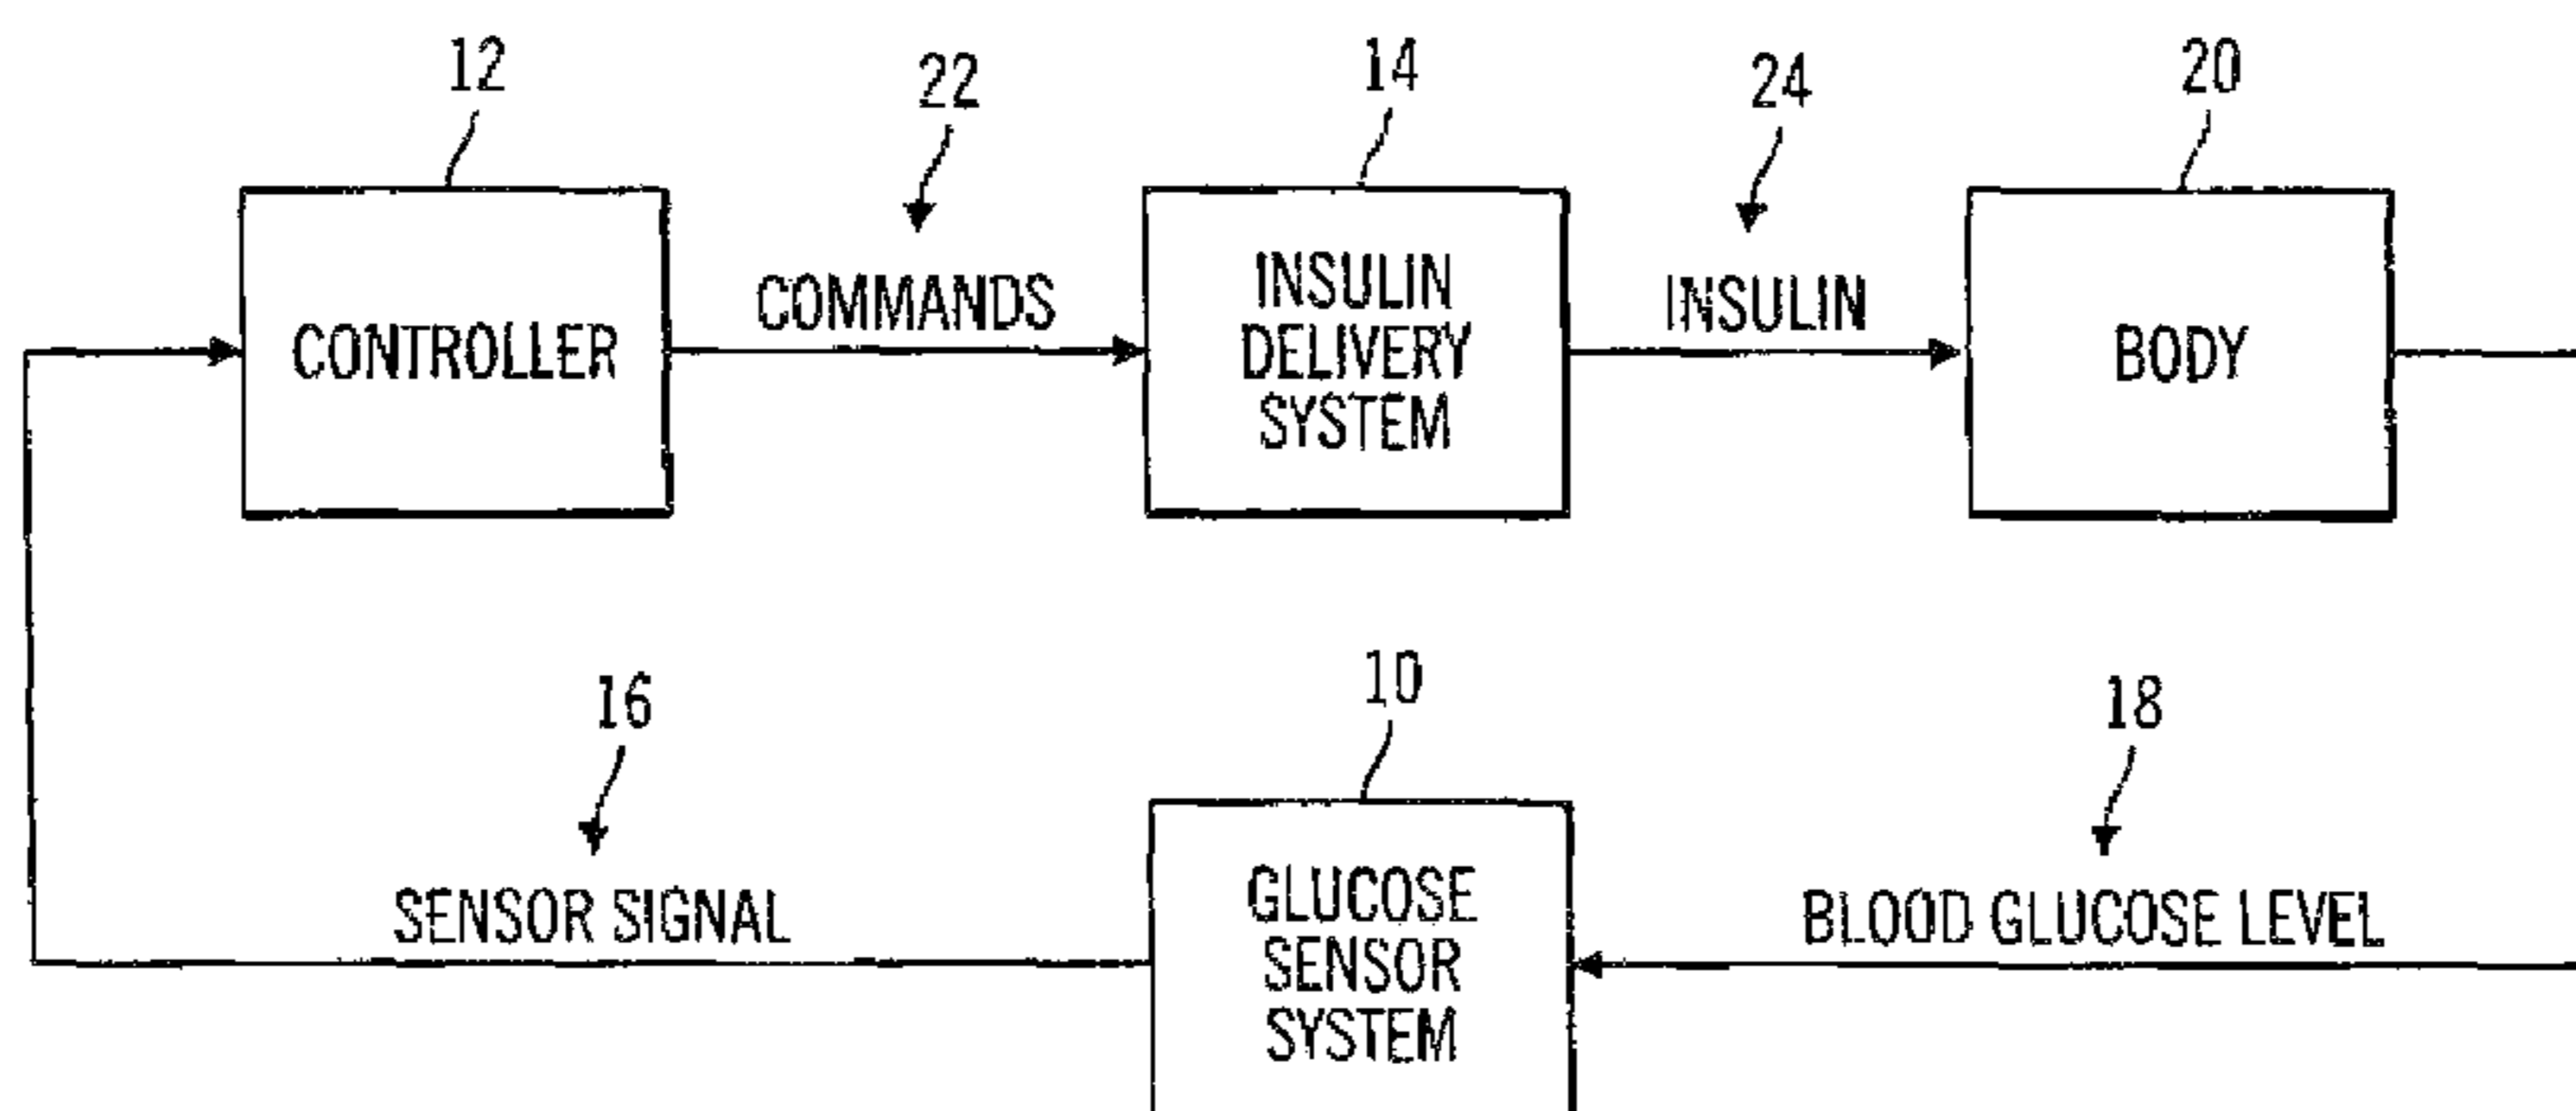 12
22
14
24
20
CONTROLLER
COMMANDS
INSULIN
DELIVERY
SYSTEM
INSULIN
BODY
16
10
18
SENSOR SIGNAL
GLUCOSE
SENSOR
SYSTEM
BLOOD GLUCOSE LEVEL